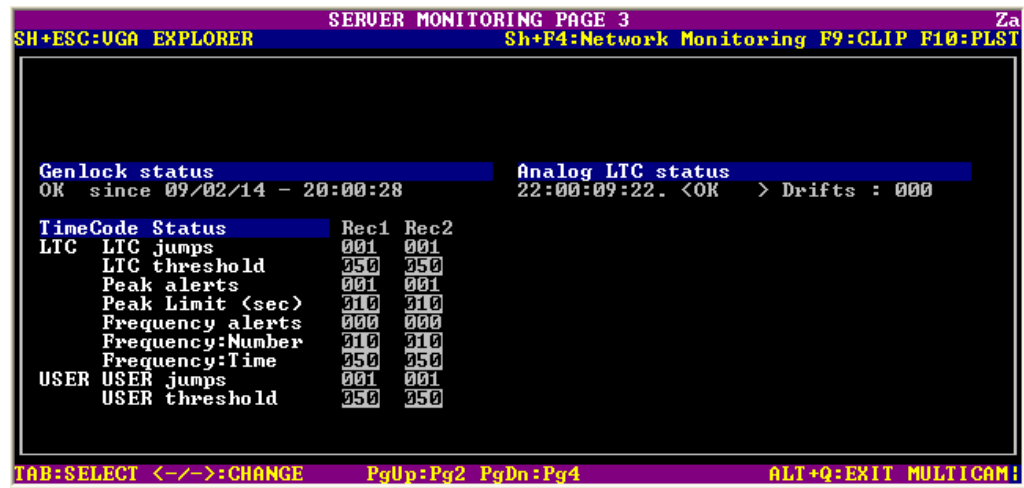 SERVER MONITORING PAGE 3 Za
SH+ESC:VGA EXPLORER Sh+F4:Network Monitoring F9:CLIP F10:PLST
Genlock status Analog LTC status
OK since 09/02/14 - 20:00:28 22:00:09:22. <OK > Drifts : 000
TimeCode Status Rec1 Rec2
LTC LTC jumps 001 001
LTC threshold 050 050
Peak alerts 001 001
Peak Limit (sec) 010 010
Frequency alerts 000 000
Frequency:Number 010 010
Frequency:Time 050 050
USER USER jumps 001 001
USER threshold 050 050
TAB:SELECT <-/->:CHANGE PgUp:Pg2 PgDn:Pg4 ALT+Q:EXIT MULTICAM